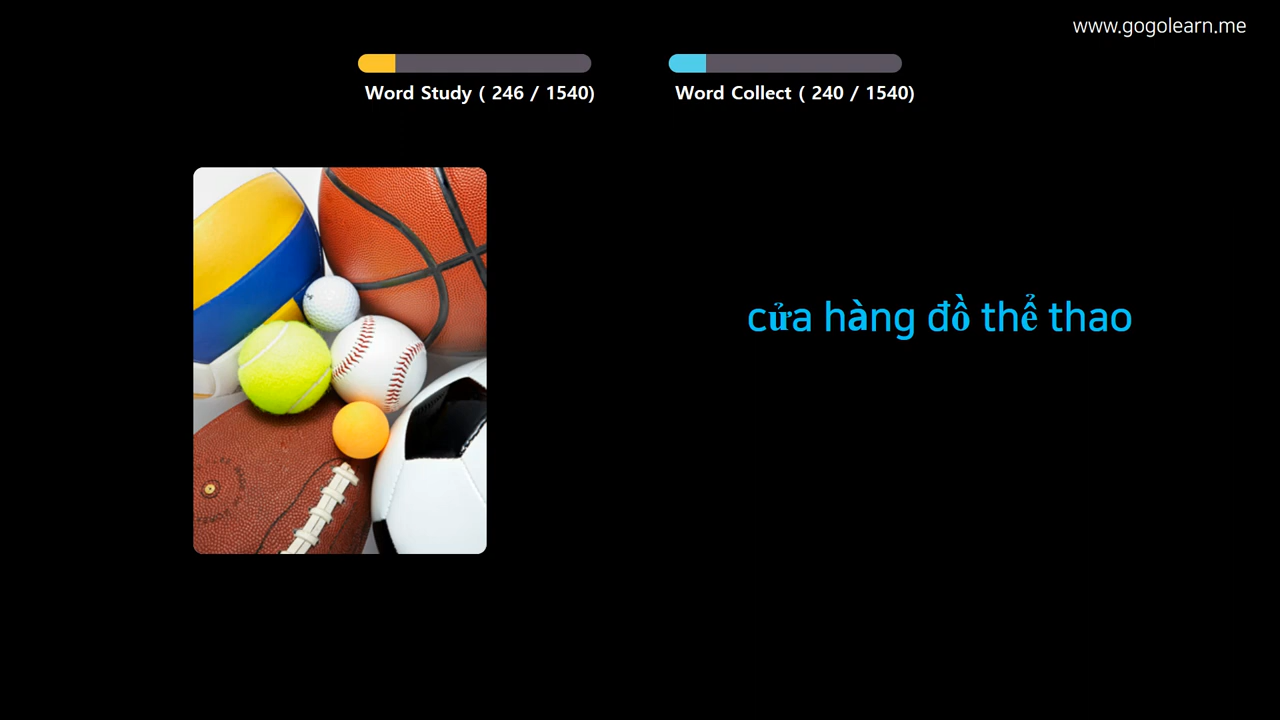 www.gogolearn.me
Word Study ( 246 / 1540)
Word Collect ( 240 / 1540)
cửa hàng đồ thể thao